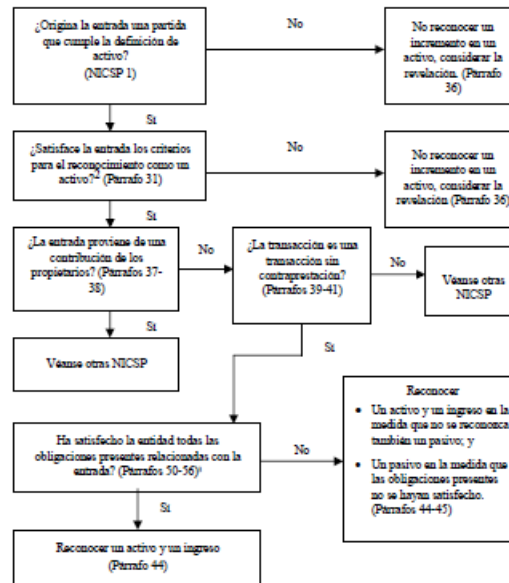 ¿Origina la entrada una partida
que cumple la definición de
activo?
(NICSP 1)
No
No reconocer un
incremento en un
activo, considerar la
revelación. (Párrafo
36)
Si
¿Satisface la entrada los criterios
para el reconocimiento como un
activo?² (Párrafo 31)
No
No reconocer un
incremento en un
activo, considerar la
revelación (Párrafo 36)
Si
¿La entrada proviene de una
contribución de los
propietarios? (Párrafos 37-
38)
No
¿La transacción es una
transacción sin
contraprestación?
(Párrafos 39-41)
No
Véanse otras
NICSP
Si
Véanse otras NICSP
Si
Ha satisfecho la entidad todas las
obligaciones presentes relacionadas con la
entrada? (Párrafos 50-56)
No
Reconocer
• Un activo y un ingreso en la
medida que no se reconozca
también un pasivo; y
• Un pasivo en la medida que
las obligaciones presentes
no se hayan satisfecho.
(Párrafos 44-45)
Si
Reconocer un activo y un ingreso
(Párrafo 44)